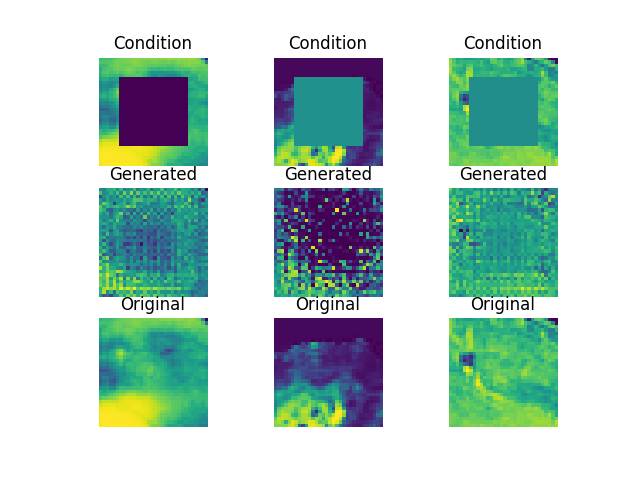 Condition Condition Condition
Generated Generated Generated
Original Original Original